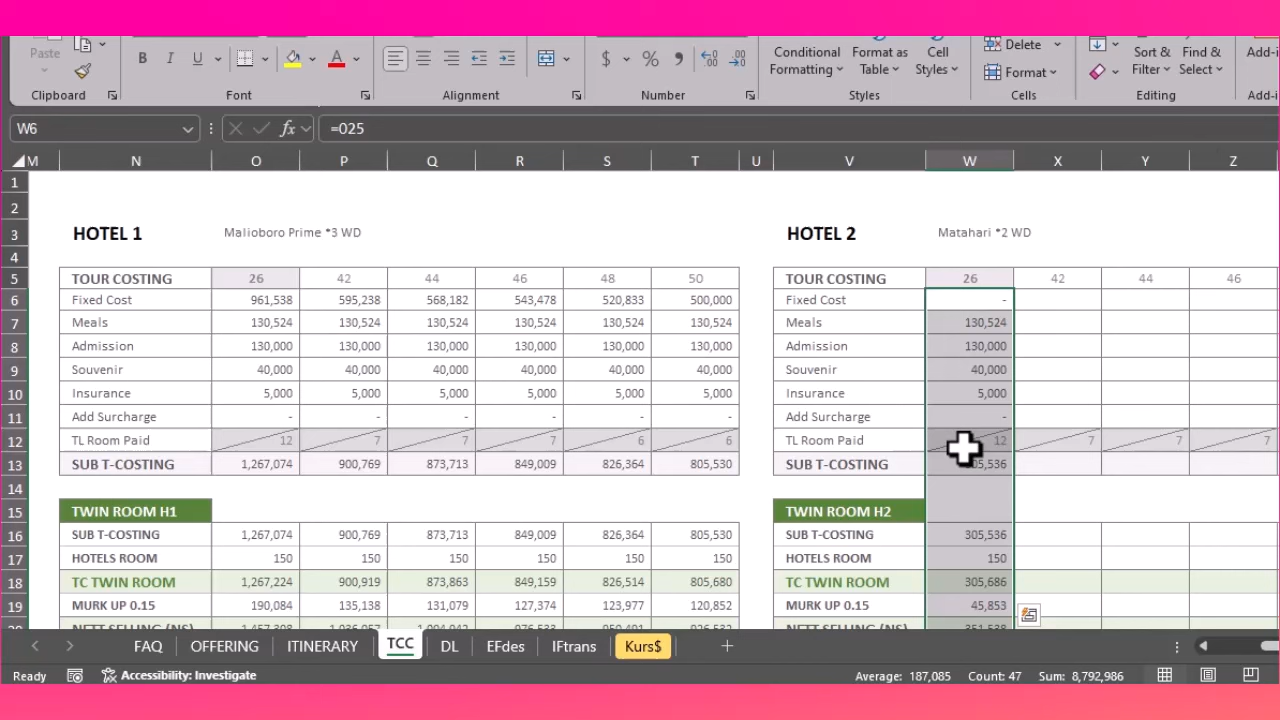 Paste
B I U A $ % 9
Conditional Formatting
Format as Table
Cell Styles
Delete
Format
Sort & Filter
Find & Select
Add-i
Clipboard Font Alignment Number Styles Cells Editing Add-i
W6 fx =025
M N O P Q R S T U V W X Y Z
1
2
3 HOTEL 1 Malioboro Prime *3 WD HOTEL 2 Matahari *2 WD
4
5 TOUR COSTING 26 42 44 46 48 50 TOUR COSTING 26 42 44 46
6 Fixed Cost 961,538 595,238 568,182 543,478 520,833 500,000 Fixed Cost -
7 Meals 130,524 130,524 130,524 130,524 130,524 130,524 Meals 130,524
8 Admission 130,000 130,000 130,000 130,000 130,000 130,000 Admission 130,000
9 Souvenir 40,000 40,000 40,000 40,000 40,000 40,000 Souvenir 40,000
10 Insurance 5,000 5,000 5,000 5,000 5,000 5,000 Insurance 5,000
11 Add Surcharge - - - - - - Add Surcharge -
12 TL Room Paid 12 7 7 7 6 6 TL Room Paid 12 7 7 7
13 SUB T-COSTING 1,267,074 900,769 873,713 849,009 826,364 805,530 SUB T-COSTING 05,536
14
15 TWIN ROOM H1 TWIN ROOM H2
16 SUB T-COSTING 1,267,074 900,769 873,713 849,009 826,364 805,530 SUB T-COSTING 305,536
17 HOTELS ROOM 150 150 150 150 150 150 HOTELS ROOM 150
18 TC TWIN ROOM 1,267,224 900,919 873,863 849,159 826,514 805,680 TC TWIN ROOM 305,686
19 MURK UP 0.15 190,084 135,138 131,079 127,374 123,977 120,852 MURK UP 0.15 45,853
NETT SELLING (NS) NETT SELLING (NS)
FAQ OFFERING ITINERARY TCC DL EFdes IFtrans Kurs$
Ready Accessibility: Investigate Average: 187,085 Count: 47 Sum: 8,792,986